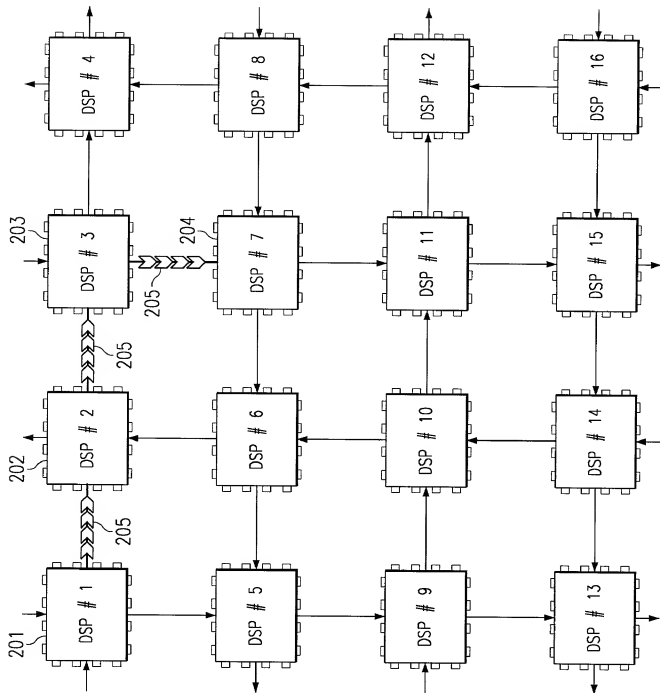 201
DSP # 1
205
202
DSP # 2
205
203
DSP # 3
DSP # 4
205
204
DSP # 5
DSP # 6
DSP # 7
DSP # 8
DSP # 9
DSP # 10
DSP # 11
DSP # 12
DSP # 13
DSP # 14
DSP # 15
DSP # 16